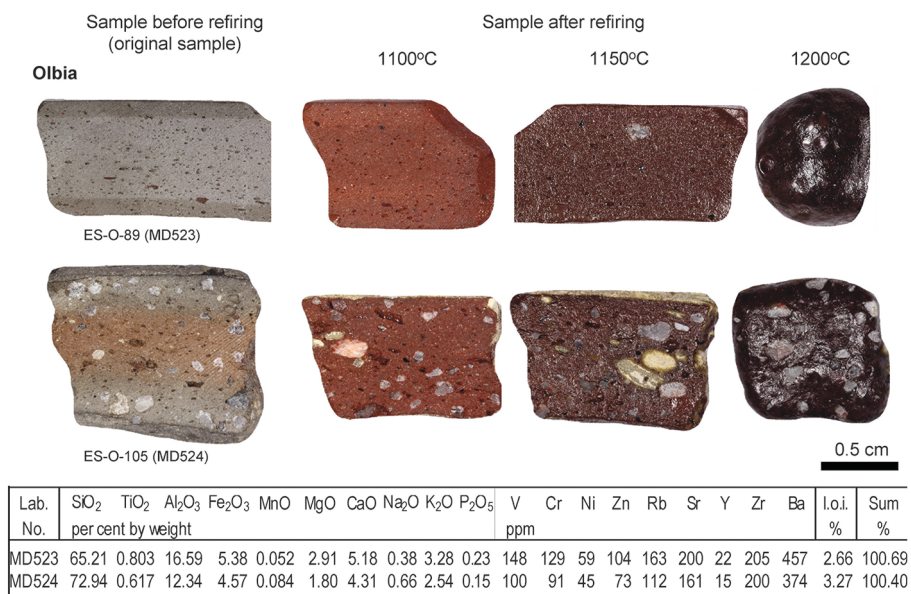 Sample before refiring
(original sample)
Sample after refiring
1100°C 1150°C 1200°C
Olbia
ES-O-89 (MD523)
ES-O-105 (MD524)
0.5 cm
Lab. SiO₂ TiO₂ Al₂O₃ Fe₂O₃ MnO MgO CaO Na₂O K₂O P₂O₅ V Cr Ni Zn Rb Sr Y Zr Ba l.o.i. Sum
No. per cent by weight ppm % %
MD523 65.21 0.803 16.59 5.38 0.052 2.91 5.18 0.38 3.28 0.23 148 129 59 104 163 200 22 205 457 2.66 100.69
MD524 72.94 0.617 12.34 4.57 0.084 1.80 4.31 0.66 2.54 0.15 100 91 45 73 112 161 15 200 374 3.27 100.40